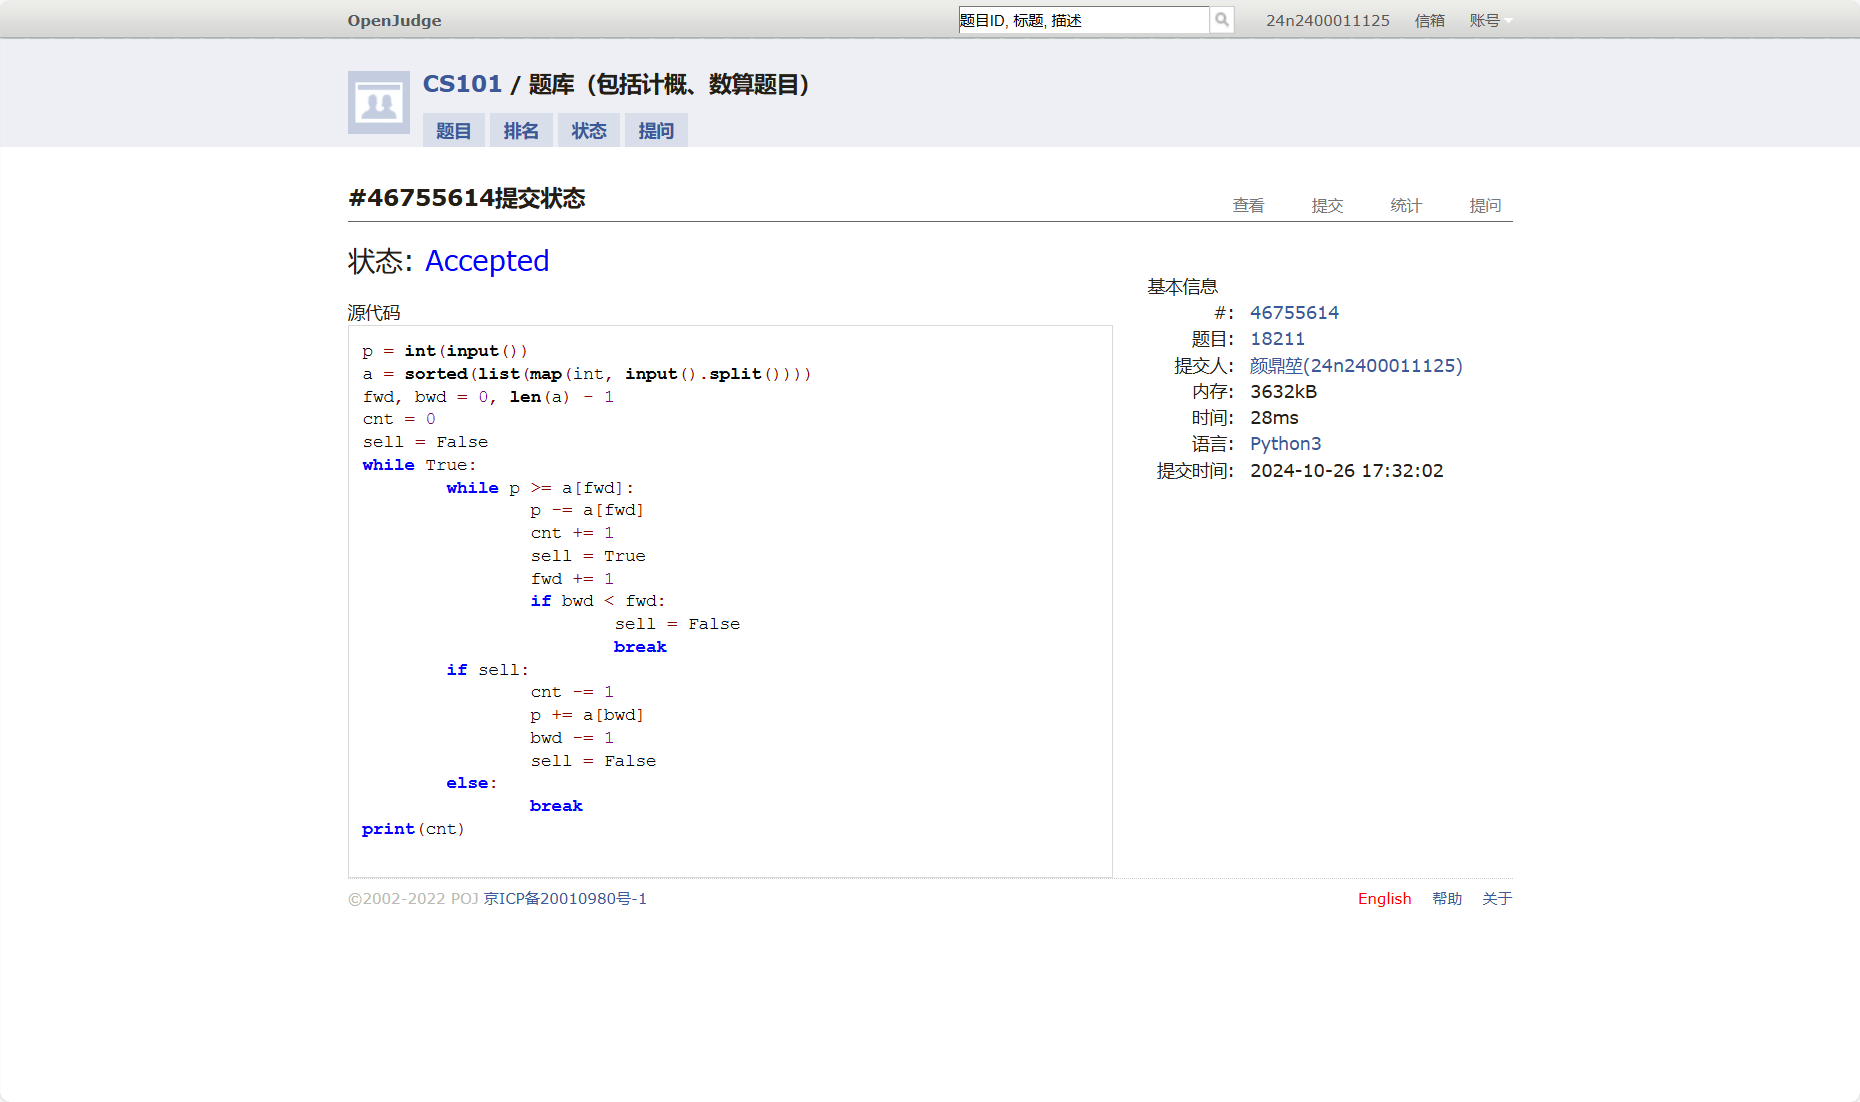 OpenJudge
题目ID, 标题, 描述
24n2400011125 信箱 账号
CS101 / 题库（包括计概、数算题目）
题目 排名 状态 提问
#46755614提交状态
查看 提交 统计 提问
状态: Accepted
源代码
p = int(input())
a = sorted(list(map(int, input().split())))
fwd, bwd = 0, len(a) - 1
cnt = 0
sell = False
while True:
        while p >= a[fwd]:
                p -= a[fwd]
                cnt += 1
                sell = True
                fwd += 1
                if bwd < fwd:
                        sell = False
                        break
        if sell:
                cnt -= 1
                p += a[bwd]
                bwd -= 1
                sell = False
        else:
                break
print(cnt)
基本信息
#: 46755614
题目: 18211
提交人: 颜鼎堃(24n2400011125)
内存: 3632kB
时间: 28ms
语言: Python3
提交时间: 2024-10-26 17:32:02
©2002-2022 POJ 京ICP备20010980号-1
English 帮助 关于